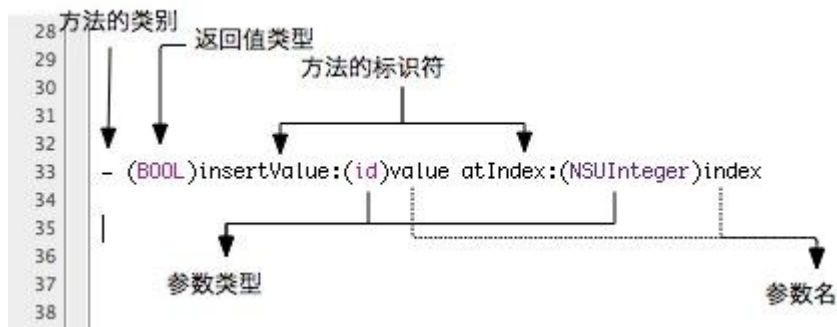 28
方法的类别
29
返回值类型
30
方法的标识符
31
32
33
- (BOOL)insertValue:(id)value atIndex:(NSUInteger)index
34
35
36
37
参数类型
参数名
38